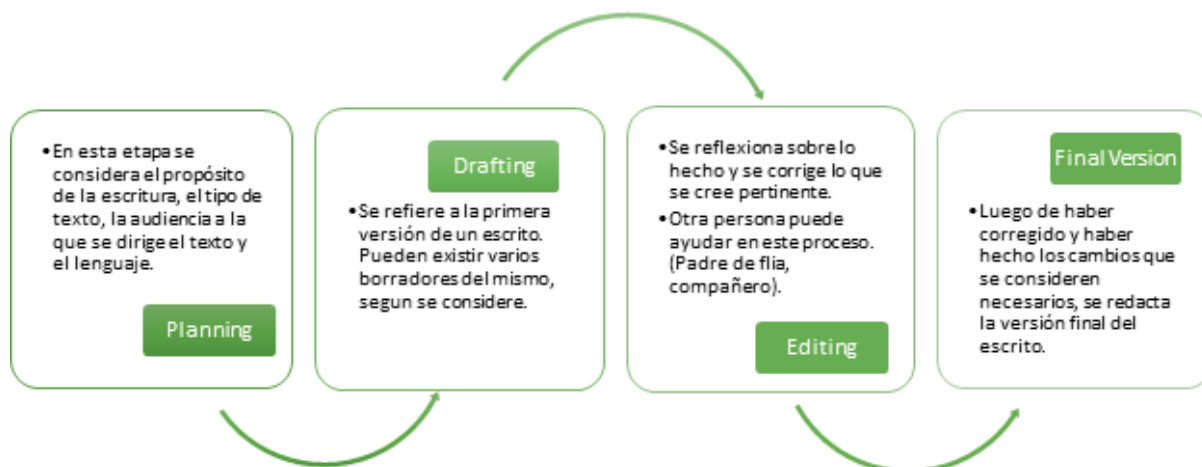 •En esta etapa se
considera el propósito
de la escritura, el tipo de
texto, la audiencia a la
que se dirige el texto y
el lenguaje.
Planning
Drafting
•Se refiere a la primera
versión de un escrito.
Pueden existir varios
borradores del mismo,
segun se considere.
•Se reflexiona sobre lo
hecho y se corrige lo que
se cree pertinente.
•Otra persona puede
ayudar en este proceso.
(Padre de flia,
compañero).
Editing
Final Version
•Luego de haber
corregido y haber
hecho los cambios que
se consideren
necesarios, se redacta
la versión final del
escrito.